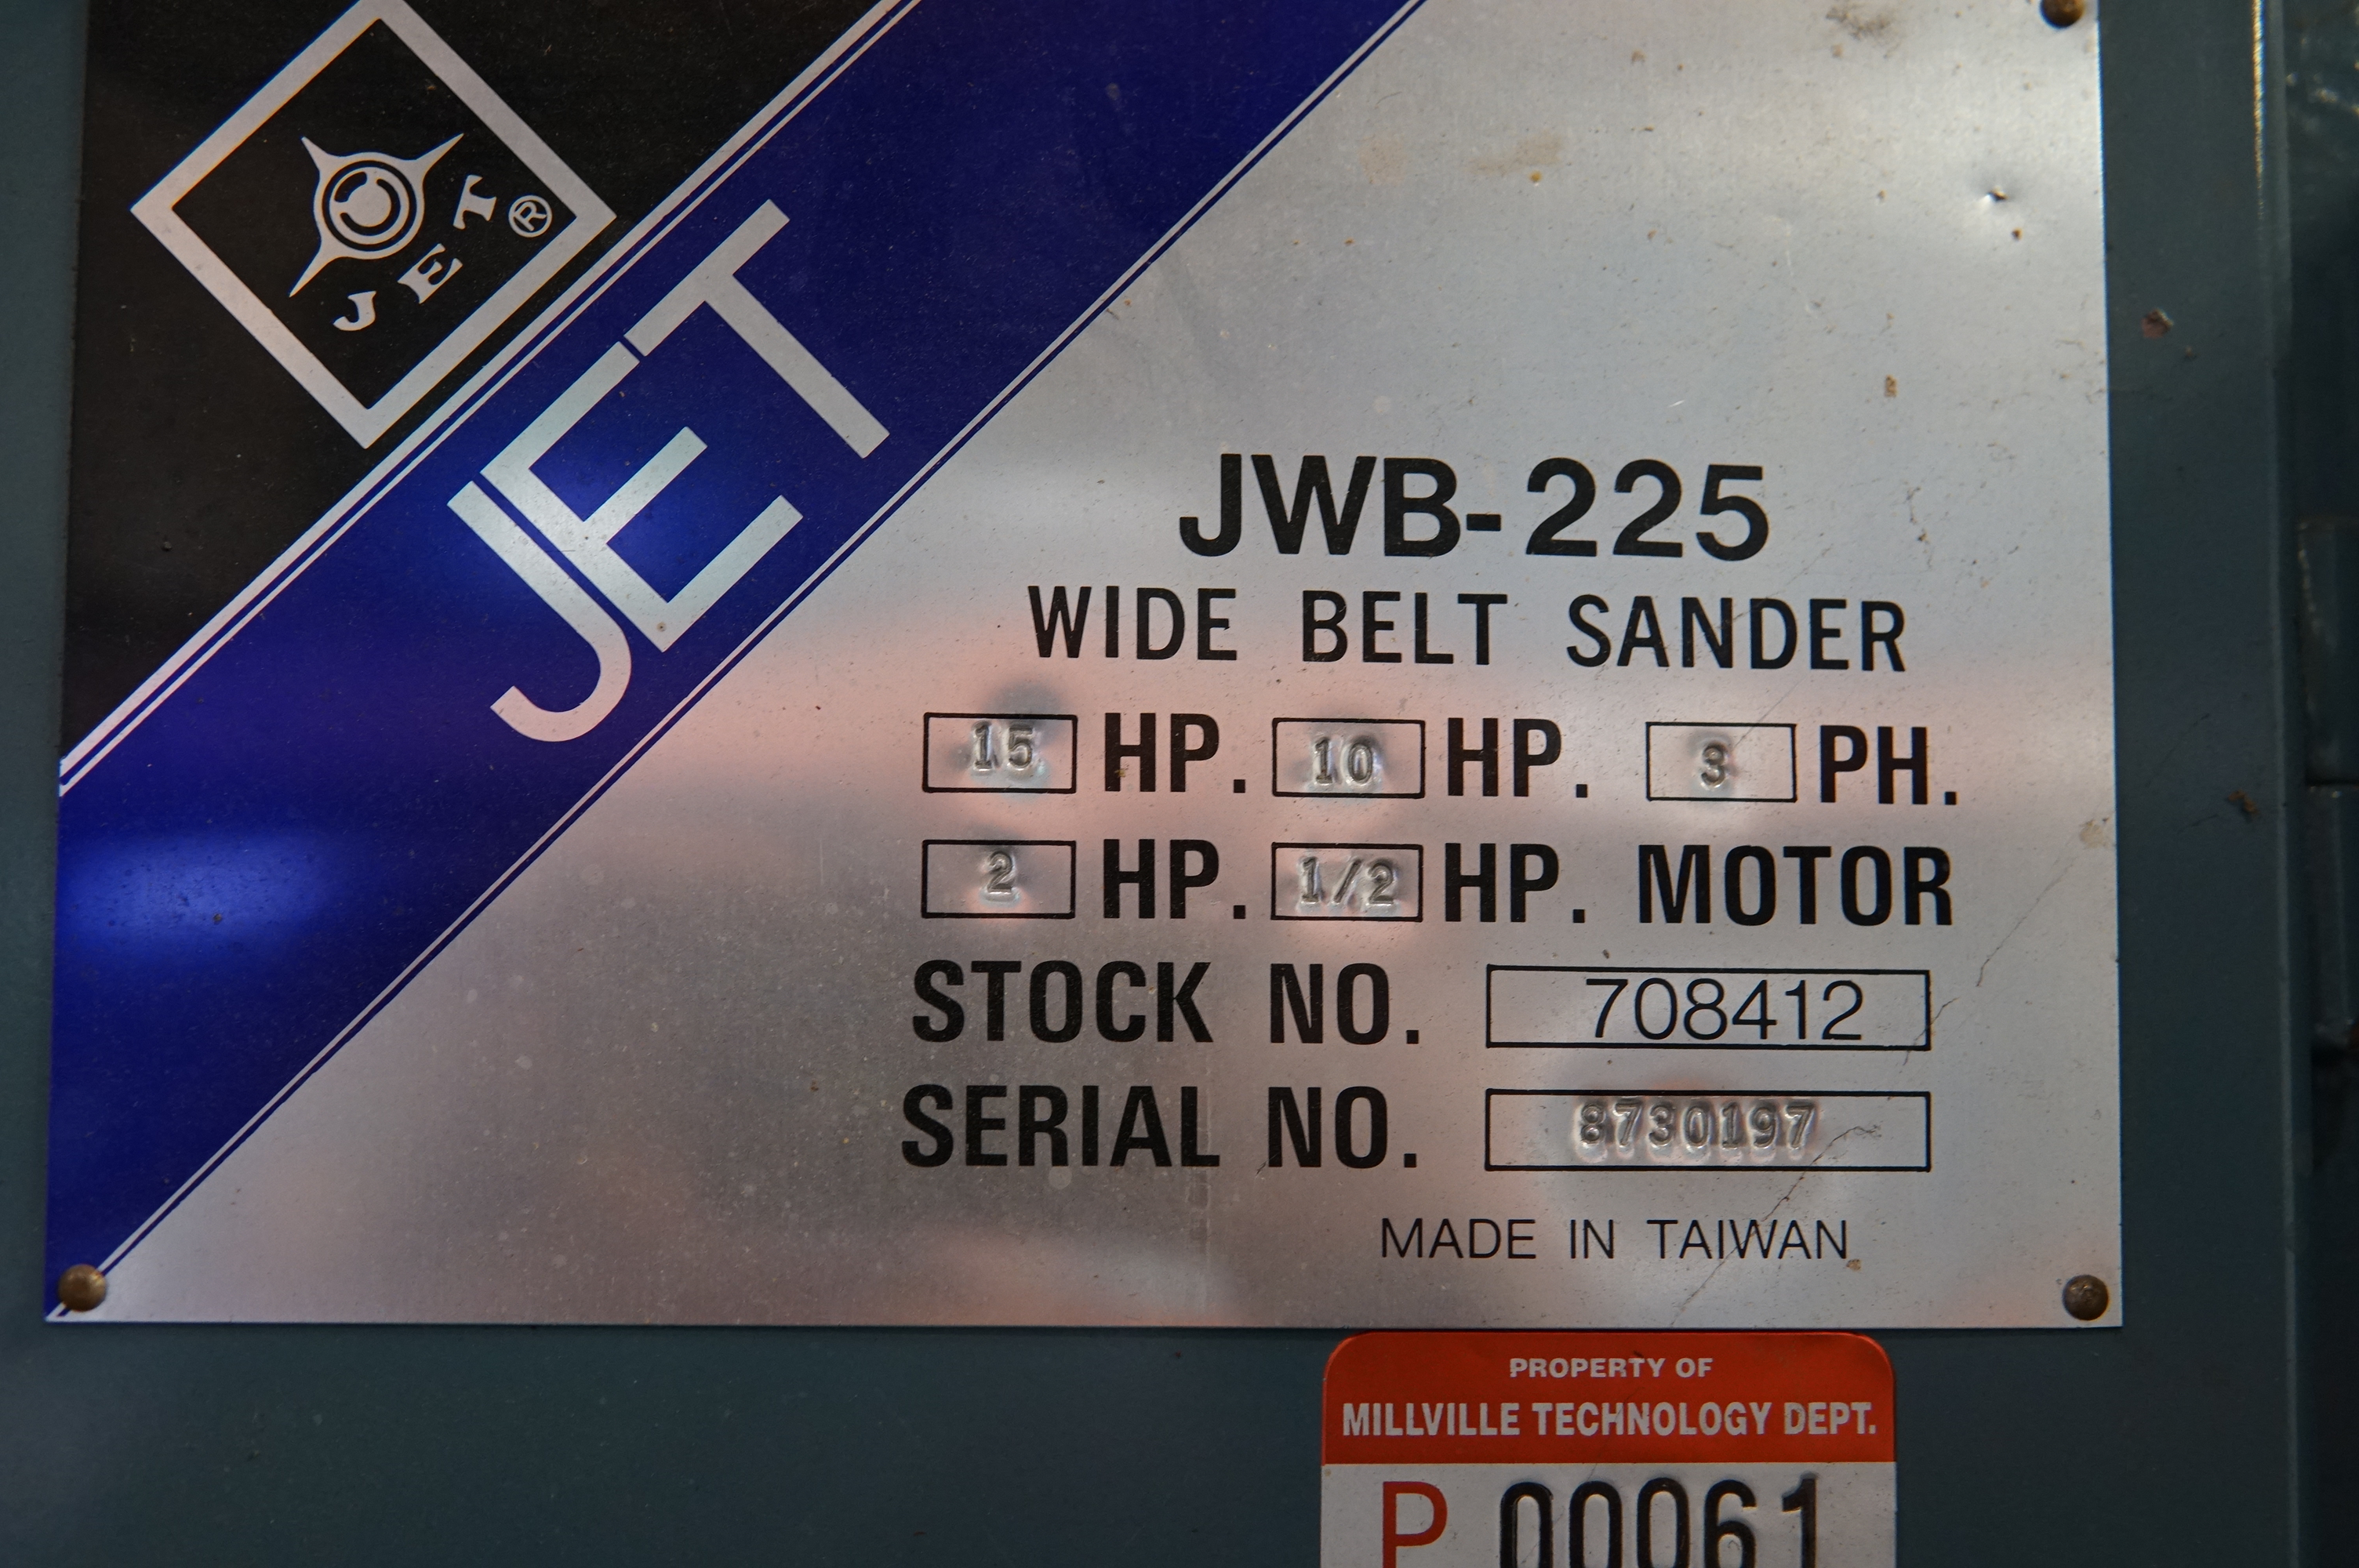 JET®
JET
JWB-225
WIDE BELT SANDER
15 HP. 10 HP. 3 PH.
2 HP. 1/2 HP. MOTOR
STOCK NO. 708412
SERIAL NO. 8730197
MADE IN TAIWAN
PROPERTY OF
MILLVILLE TECHNOLOGY DEPT.
P 00061